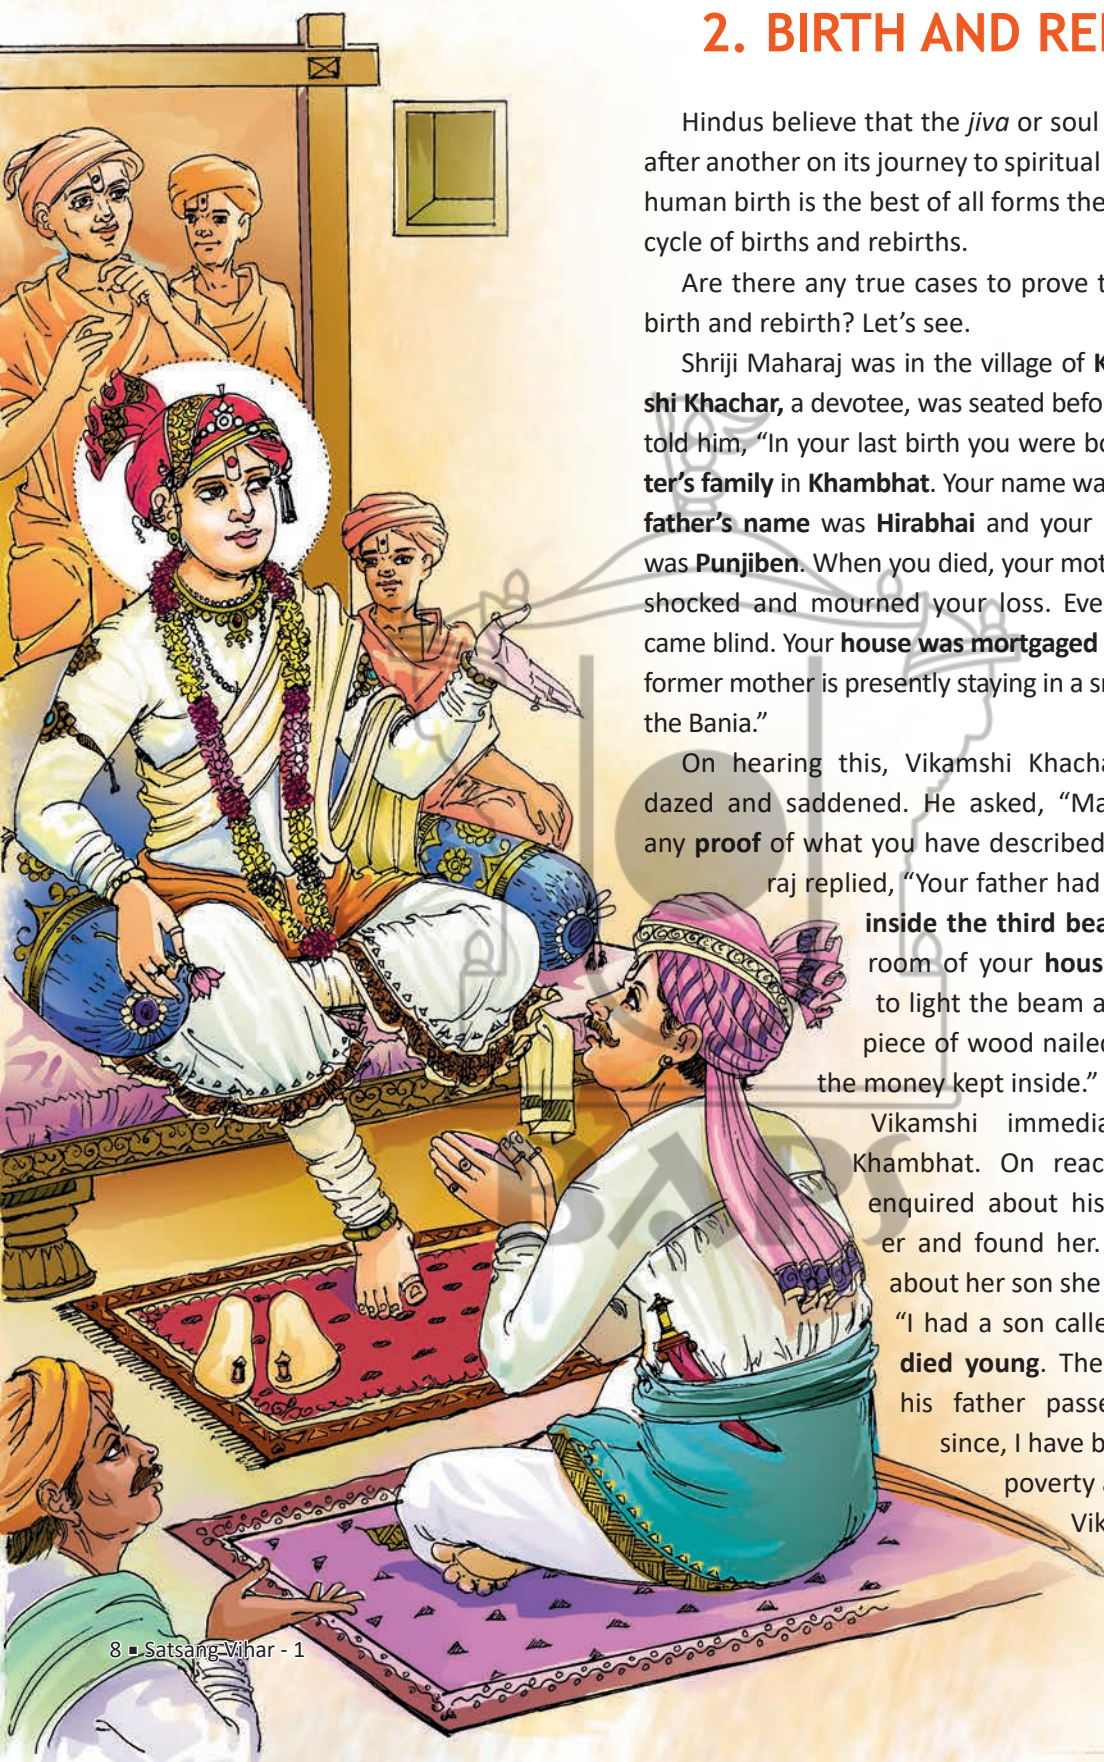 2. BIRTH AND RE
Hindus believe that the jiva or soul
after another on its journey to spiritual
human birth is the best of all forms the
cycle of births and rebirths.
Are there any true cases to prove t
birth and rebirth? Let’s see.
Shriji Maharaj was in the village of K
shi Khachar, a devotee, was seated befo
told him, “In your last birth you were bo
ter’s family in Khambhat. Your name wa
father’s name was Hirabhai and your
was Punjiben. When you died, your mot
shocked and mourned your loss. Eve
came blind. Your house was mortgaged
former mother is presently staying in a sm
the Bania.”
On hearing this, Vikamshi Khacha
dazed and saddened. He asked, “Ma
any proof of what you have described
raj replied, “Your father had
inside the third bea
room of your hous
to light the beam a
piece of wood nailed
the money kept inside.”
Vikamshi immedia
Khambhat. On reac
enquired about his
er and found her.
about her son she
“I had a son calle
died young. The
his father passe
since, I have b
poverty a
Vik
BAPS
8 ▪ Satsang Vihar - 1